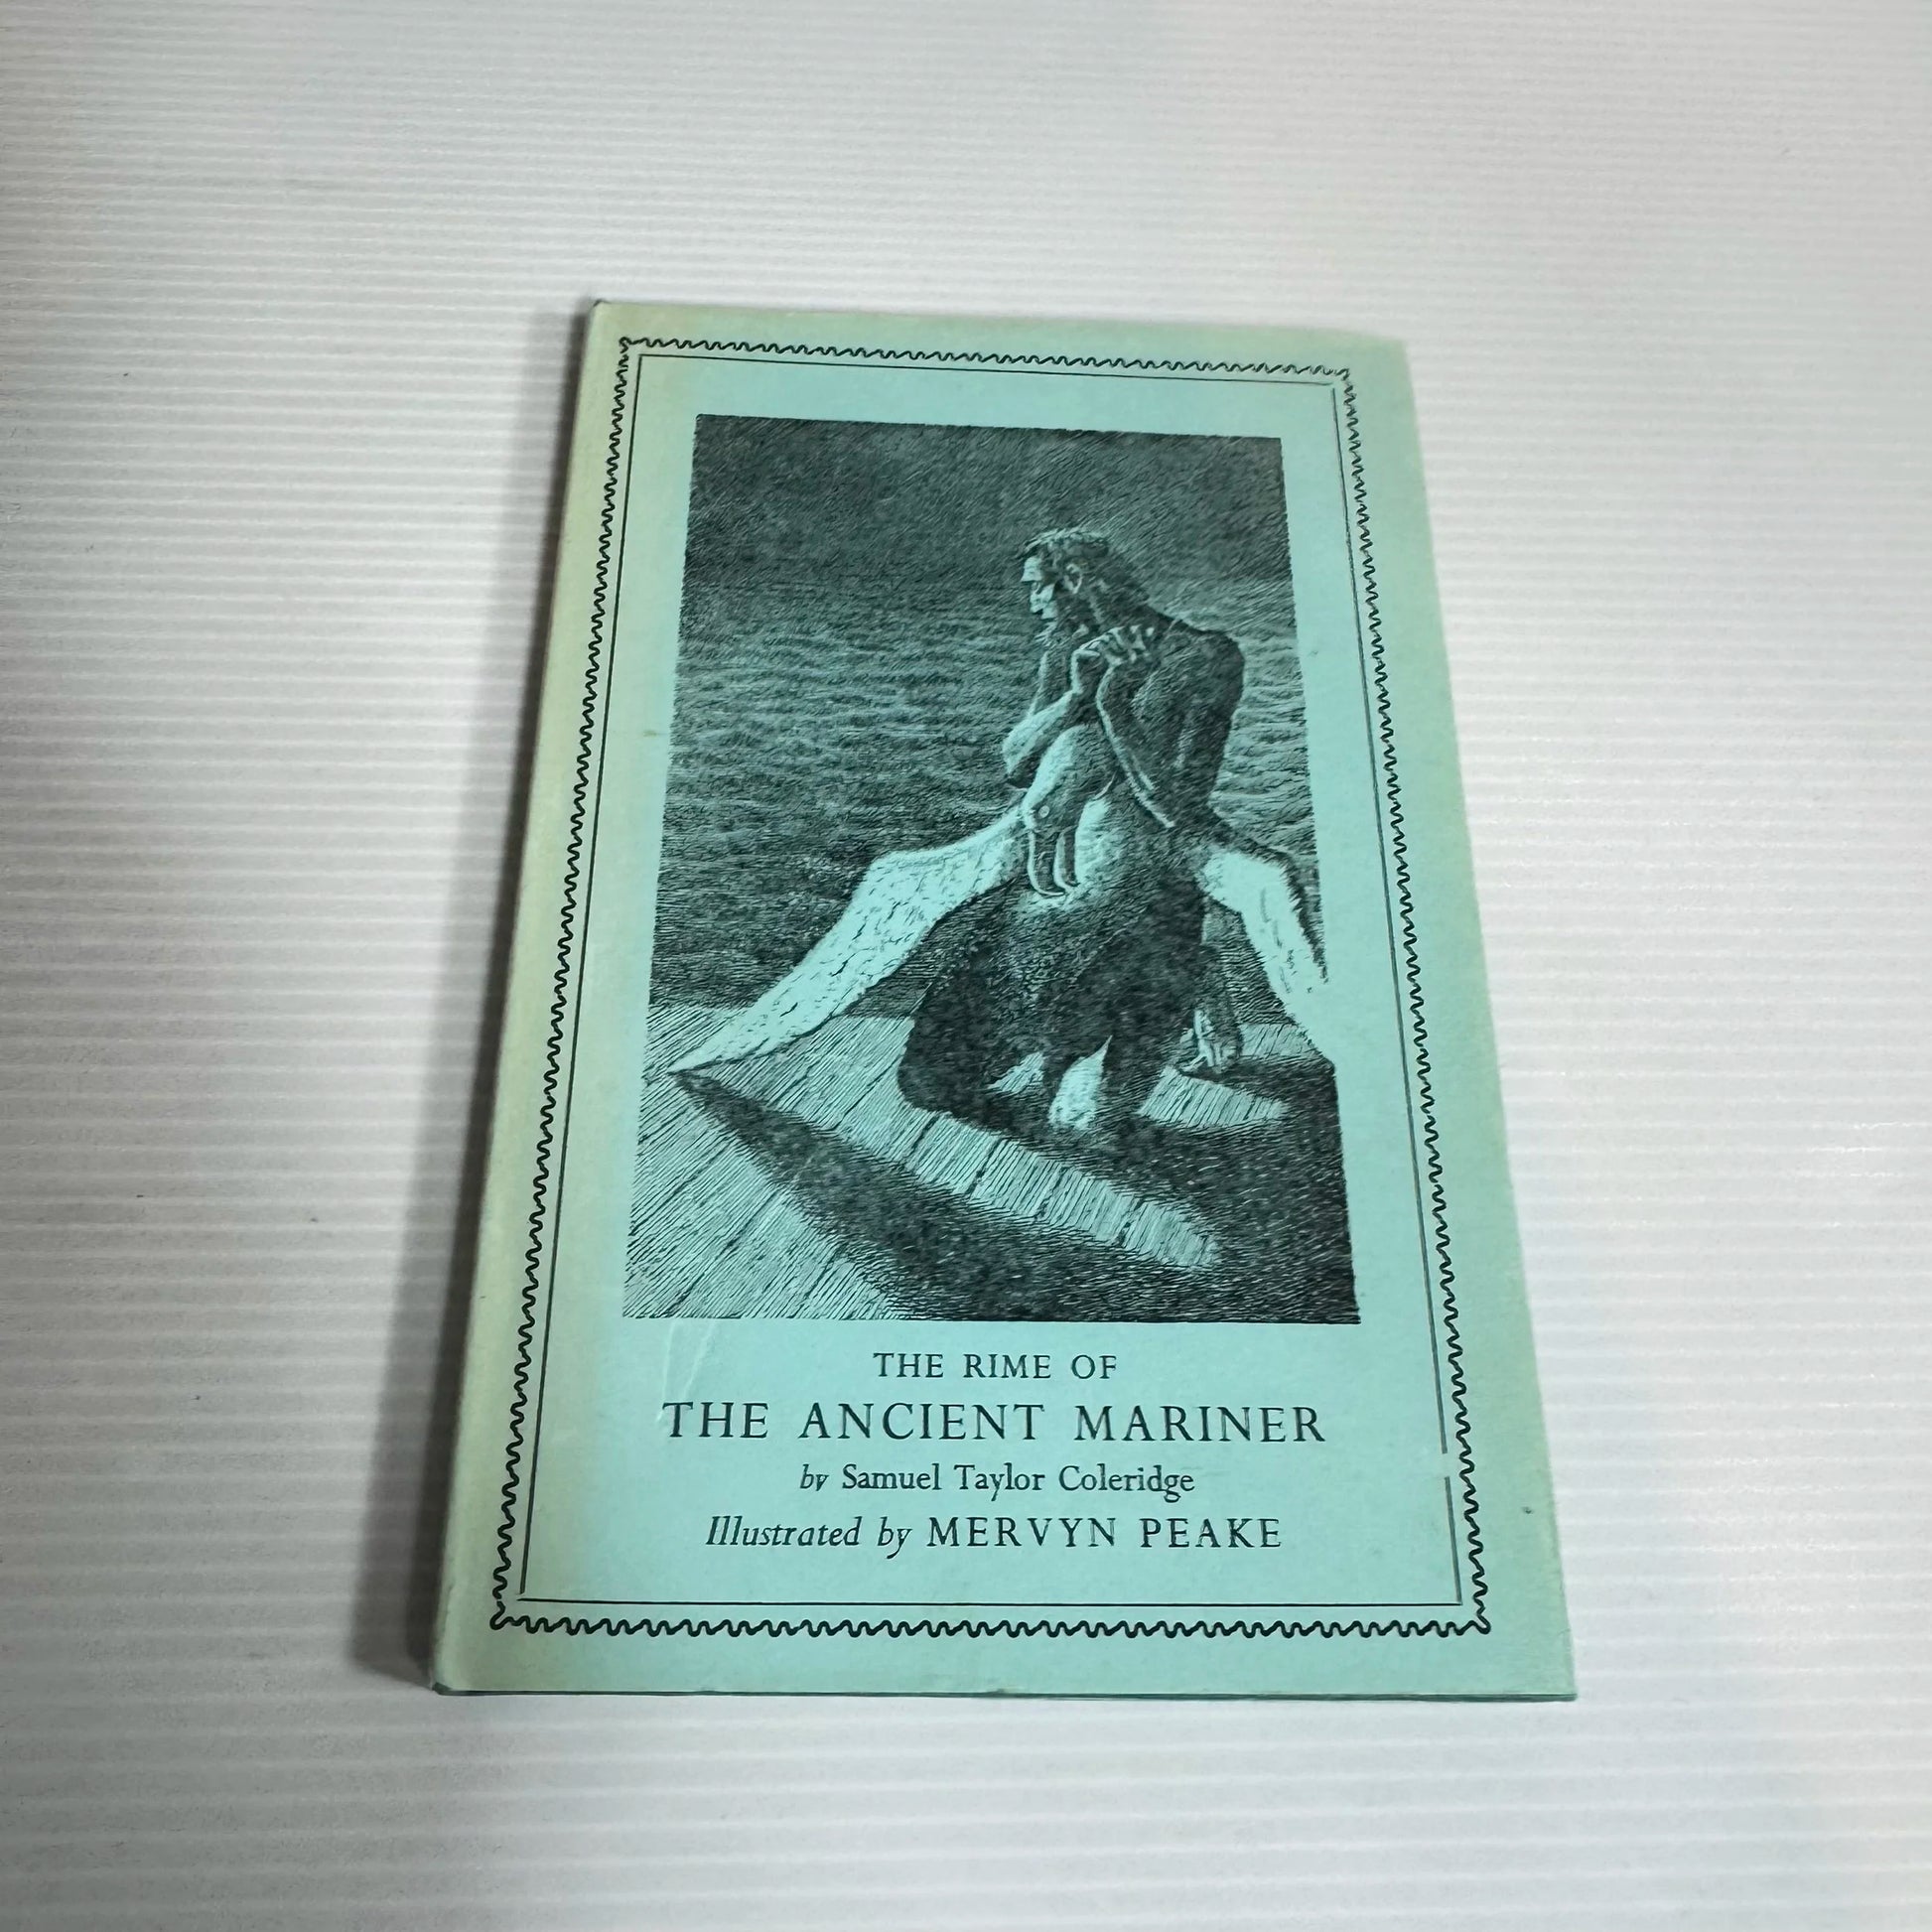 THE RIME OF
THE ANCIENT MARINER
by Samuel Taylor Coleridge
Illustrated by MERVYN PEAKE